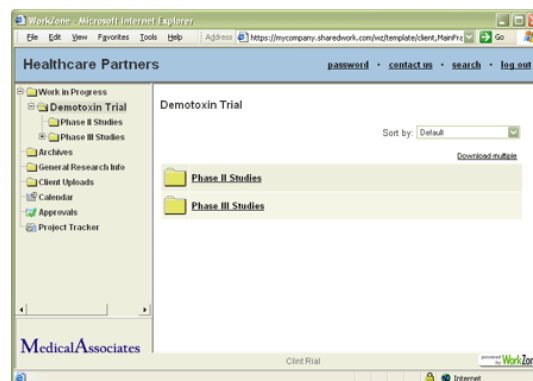 WorkZone - Microsoft Internet Explorer
File Edit View Favorites Tools Help Address https://mycompany.sharedwork.com/wz/template/client,MainFra Go
Healthcare Partners password · contact us · search · log out
Work in Progress
Demotoxin Trial
Phase II Studies
Phase III Studies
Archives
General Research Info
Client Uploads
Calendar
Approvals
Project Tracker
MedicalAssociates
Demotoxin Trial
Sort by: Default
Download multiple
Phase II Studies
Phase III Studies
Clint Rial
powered by WorkZon
Internet